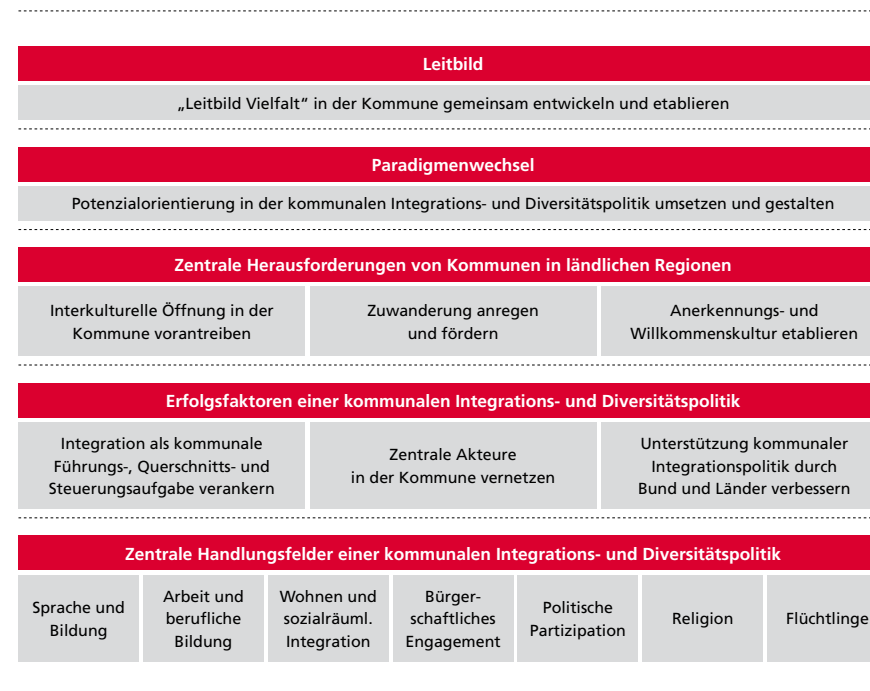 Leitbild
„Leitbild Vielfalt“ in der Kommune gemeinsam entwickeln und etablieren
Paradigmenwechsel
Potenzialorientierung in der kommunalen Integrations- und Diversitätspolitik umsetzen und gestalten
Zentrale Herausforderungen von Kommunen in ländlichen Regionen
Interkulturelle Öffnung in der
Kommune vorantreiben
Zuwanderung anregen
und fördern
Anerkennungs- und
Willkommenskultur etablieren
Erfolgsfaktoren einer kommunalen Integrations- und Diversitätspolitik
Integration als kommunale
Führungs-, Querschnitts- und
Steuerungsaufgabe verankern
Zentrale Akteure
in der Kommune vernetzen
Unterstützung kommunaler
Integrationspolitik durch
Bund und Länder verbessern
Zentrale Handlungsfelder einer kommunalen Integrations- und Diversitätspolitik
Sprache und
Bildung
Arbeit und
berufliche
Bildung
Wohnen und
sozialräuml.
Integration
Bürger-
schaftliches
Engagement
Politische
Partizipation
Religion
Flüchtlinge